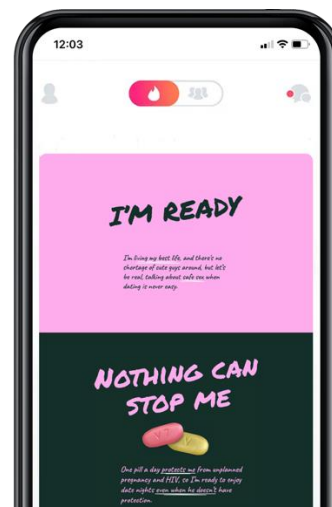 12:03
I'M READY
I'm living my best life, and there's no
shortage of cute guys around, but let's
be real, talking about safe sex when
dating is never easy.
NOTHING CAN
STOP ME
One pill a day protects me from unplanned
pregnancy and HIV, so I'm ready to enjoy
date nights even when he doesn't have
protection.